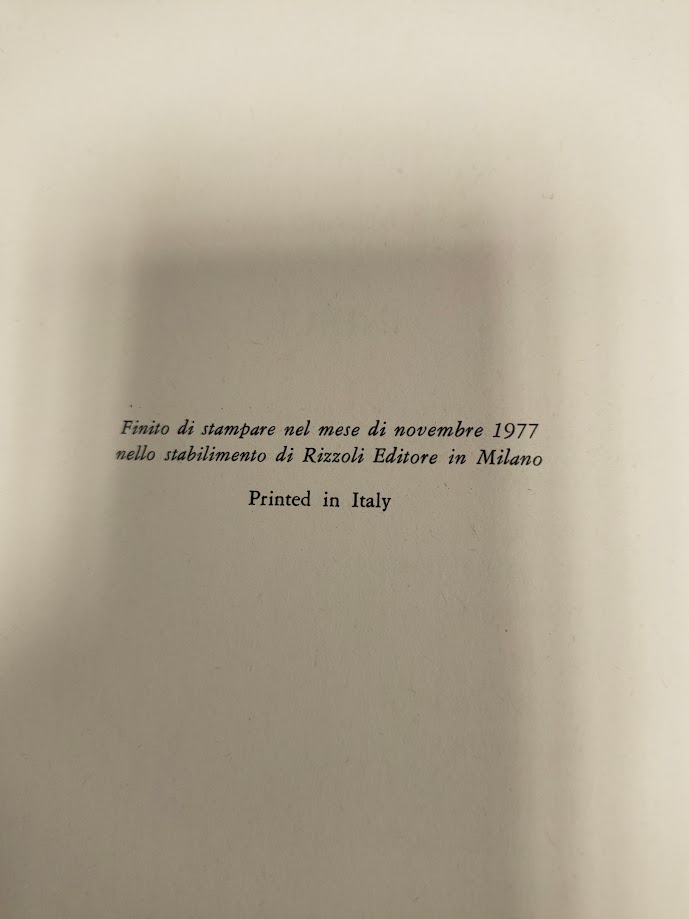 Finito di stampare nel mese di novembre 1977
nello stabilimento di Rizzoli Editore in Milano
Printed in Italy